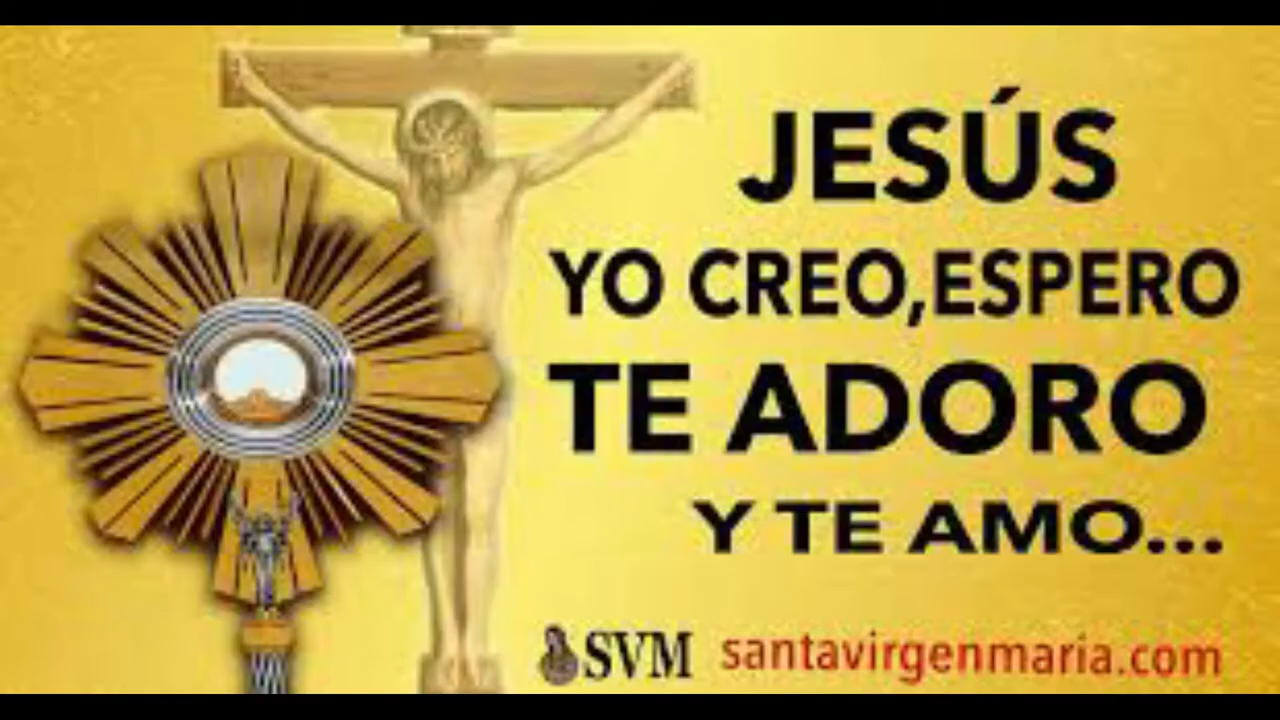 JESÚS
YO CREO,ESPERO
TE ADORO
Y TE AMO...
SVM santavirgenmaria.com